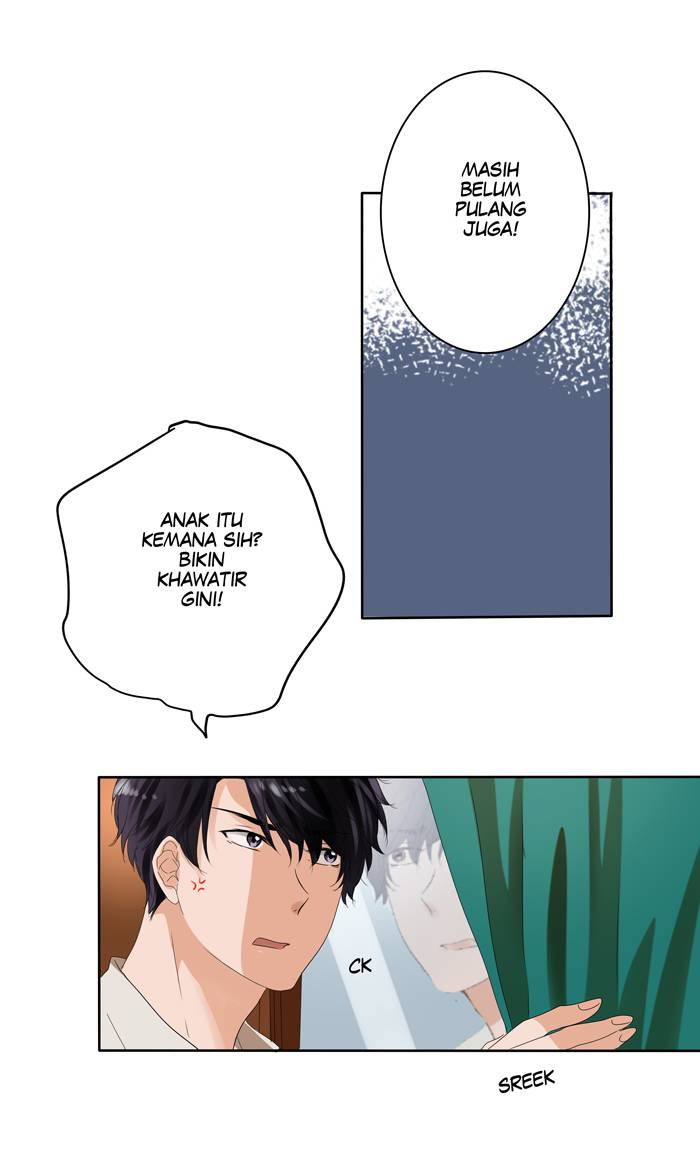 MASIH
BELUM
PULANG
JUGA!
ANAK ITU
KEMANA SIH?
BIKIN
KHAWATIR
GINI!
CK
SREEK